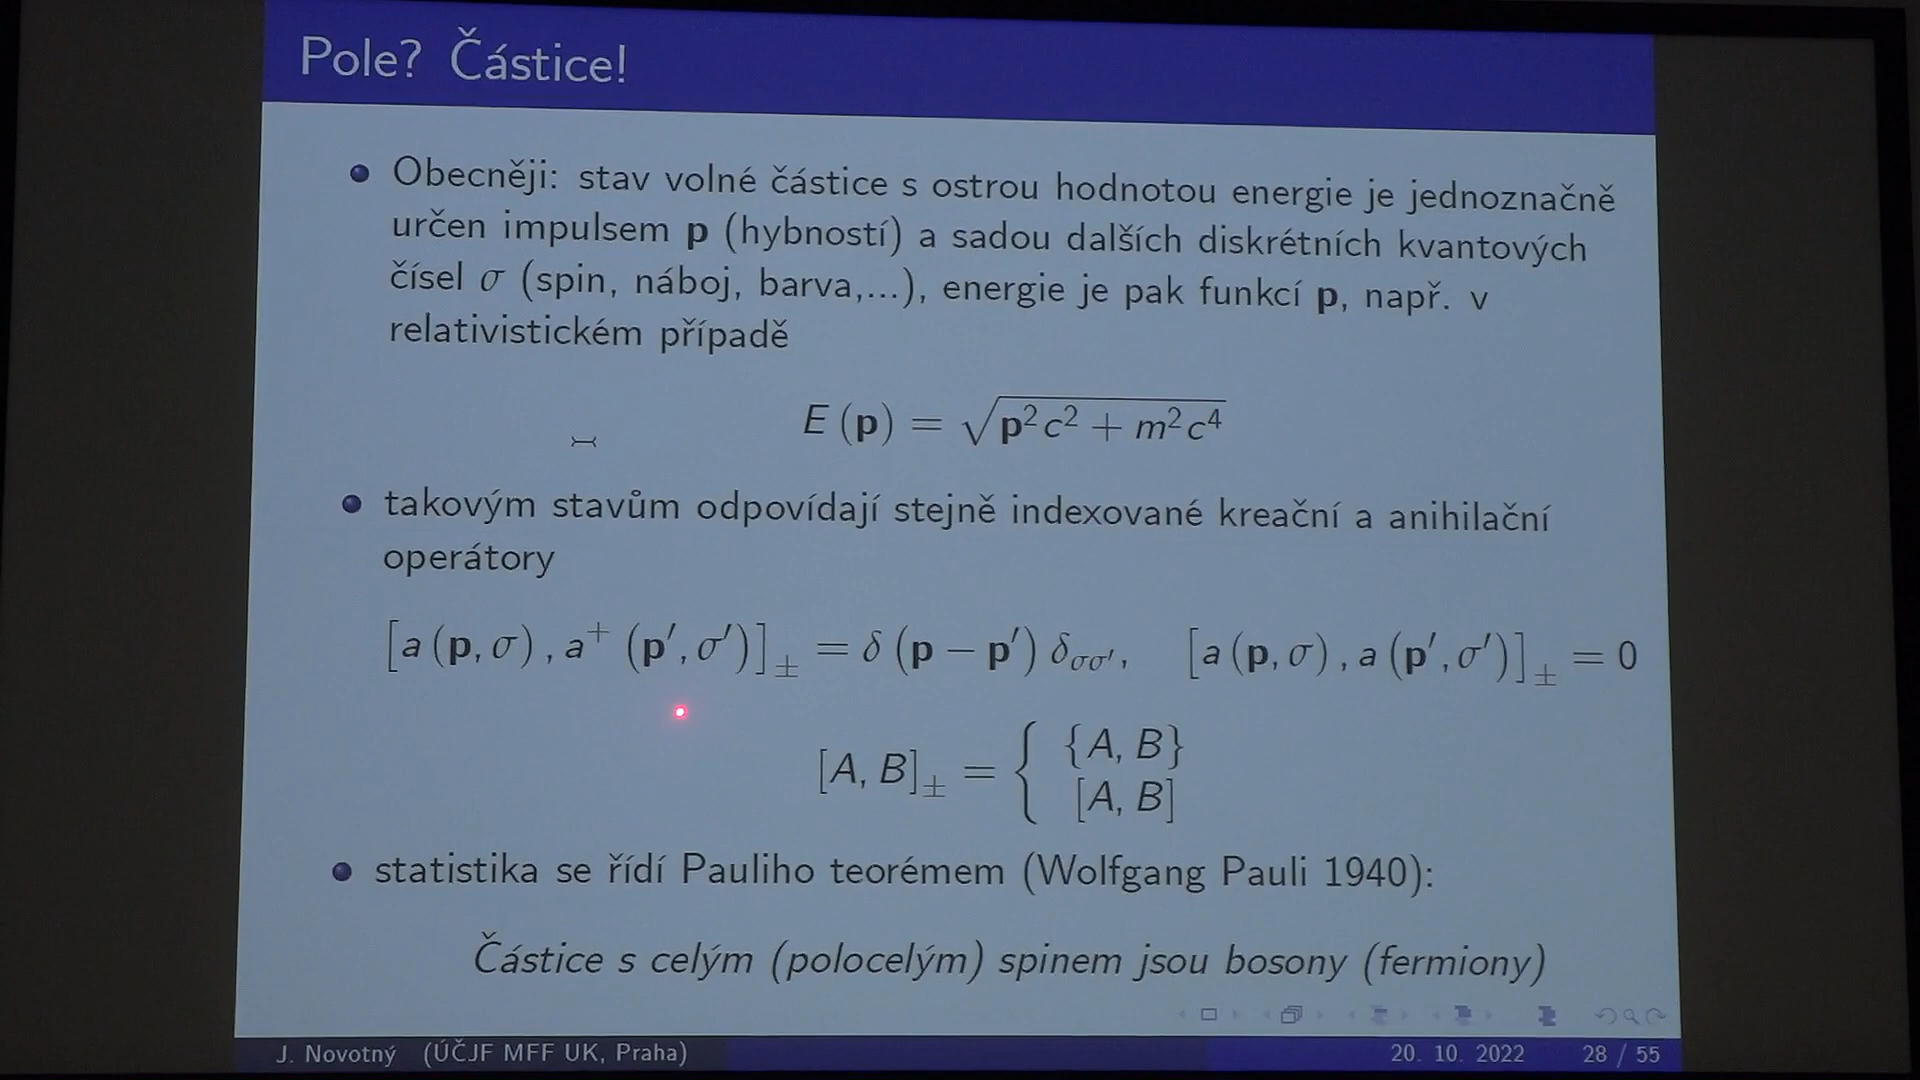 Pole? Částice!
Obecněji: stav volné částice s ostrou hodnotou energie je jednoznačně
určen impulsem p (hybností) a sadou dalších diskrétních kvantových
čísel σ (spin, náboj, barva,...), energie je pak funkcí p, např. v
relativistickém případě
E (p) = √p²c² + m²c⁴
takovým stavům odpovídají stejně indexované kreační a anihilační
operátory
[a (p, σ) , a⁺ (p′, σ′)]± = δ (p − p′) δσσ′, [a (p, σ) , a (p′, σ′)]± = 0
[A, B]± = { {A, B}
[A, B]
statistika se řídí Pauliho teorémem (Wolfgang Pauli 1940):
Částice s celým (polocelým) spinem jsou bosony (fermiony)
J. Novotný (ÚČJF MFF UK, Praha) 20. 10. 2022 28 / 55